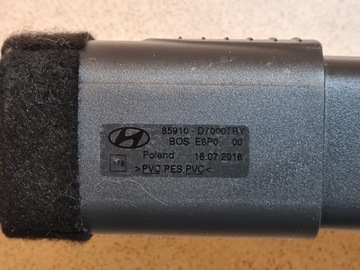 85910 - D7000TRY
BOS E8P0 00
Poland 18.07.2018
>PVC,PES,PVC<